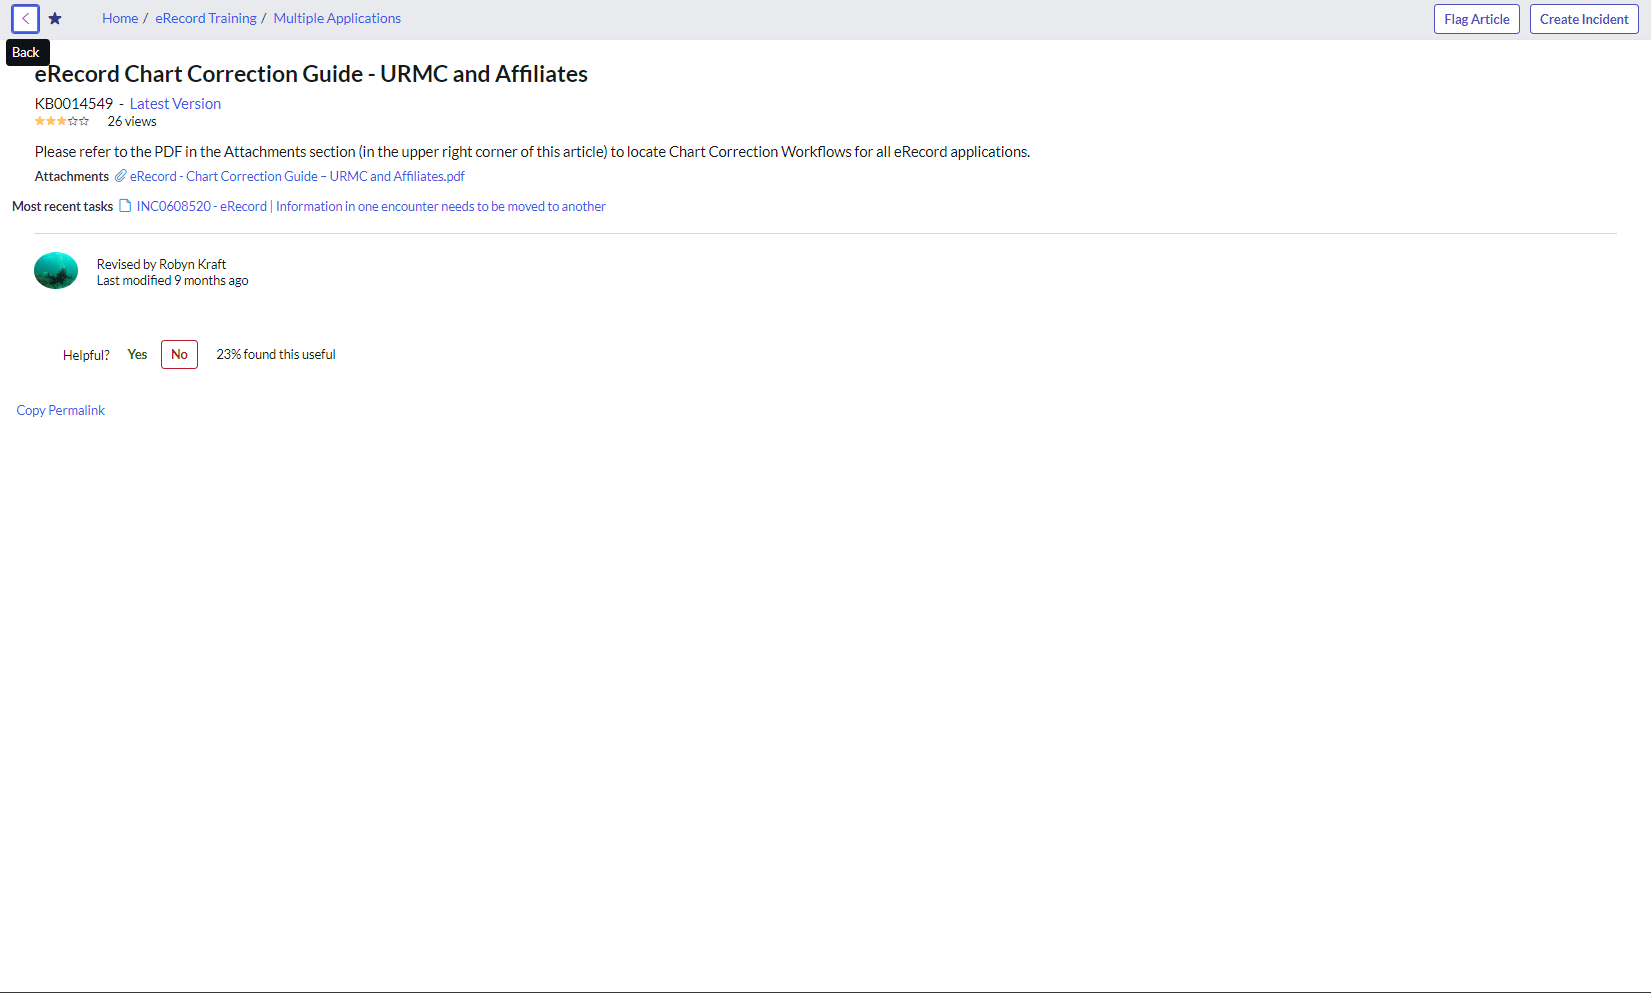 Home / eRecord Training / Multiple Applications
Flag Article
Create Incident
Back
eRecord Chart Correction Guide - URMC and Affiliates
KB0014549 - Latest Version
26 views
Please refer to the PDF in the Attachments section (in the upper right corner of this article) to locate Chart Correction Workflows for all eRecord applications.
Attachments eRecord - Chart Correction Guide – URMC and Affiliates.pdf
Most recent tasks INC0608520 - eRecord | Information in one encounter needs to be moved to another
Revised by Robyn Kraft
Last modified 9 months ago
Helpful? Yes No 23% found this useful
Copy Permalink